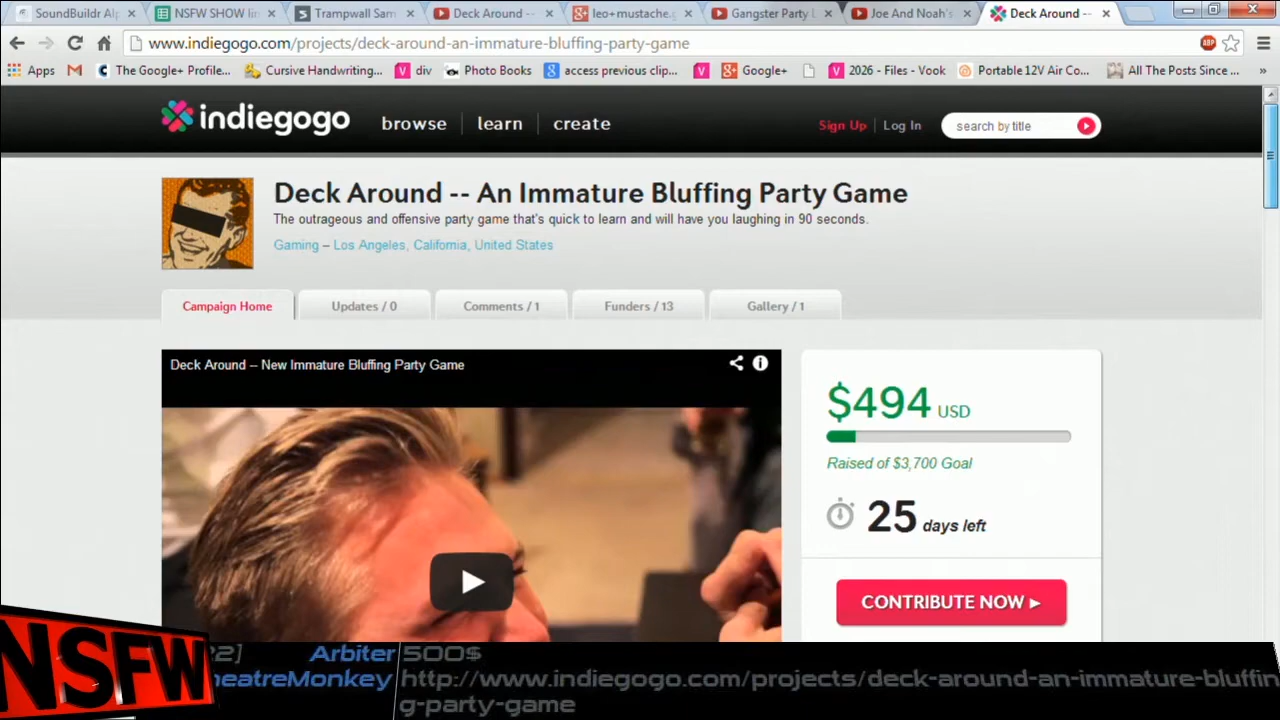 SoundBuildr Al
NSFW SHOW lin
Trampwall Sam
Deck Around --
leo+mustache.
Gangster Party L
Joe And Noah's
Deck Around --
www.indiegogo.com/projects/deck-around-an-immature-bluffing-party-game
ABP
Apps
The Google+ Profile...
Cursive Handwriting...
div
Photo Books
access previous clip...
Google+
2026 - Files - Vook
Portable 12V Air Co...
All The Posts Since ...
»
indiegogo
browse
learn
create
Sign Up
Log In
search by title
Deck Around -- An Immature Bluffing Party Game
The outrageous and offensive party game that's quick to learn and will have you laughing in 90 seconds.
Gaming – Los Angeles, California, United States
Campaign Home
Updates / 0
Comments / 1
Funders / 13
Gallery / 1
Deck Around -- New Immature Bluffing Party Game
$494 USD
Raised of $3,700 Goal
25 days left
CONTRIBUTE NOW ►
NSFW
2] Arbiter 500$
heatreMonkey http://www.indiegogo.com/projects/deck-around-an-immature-bluffin
g-party-game